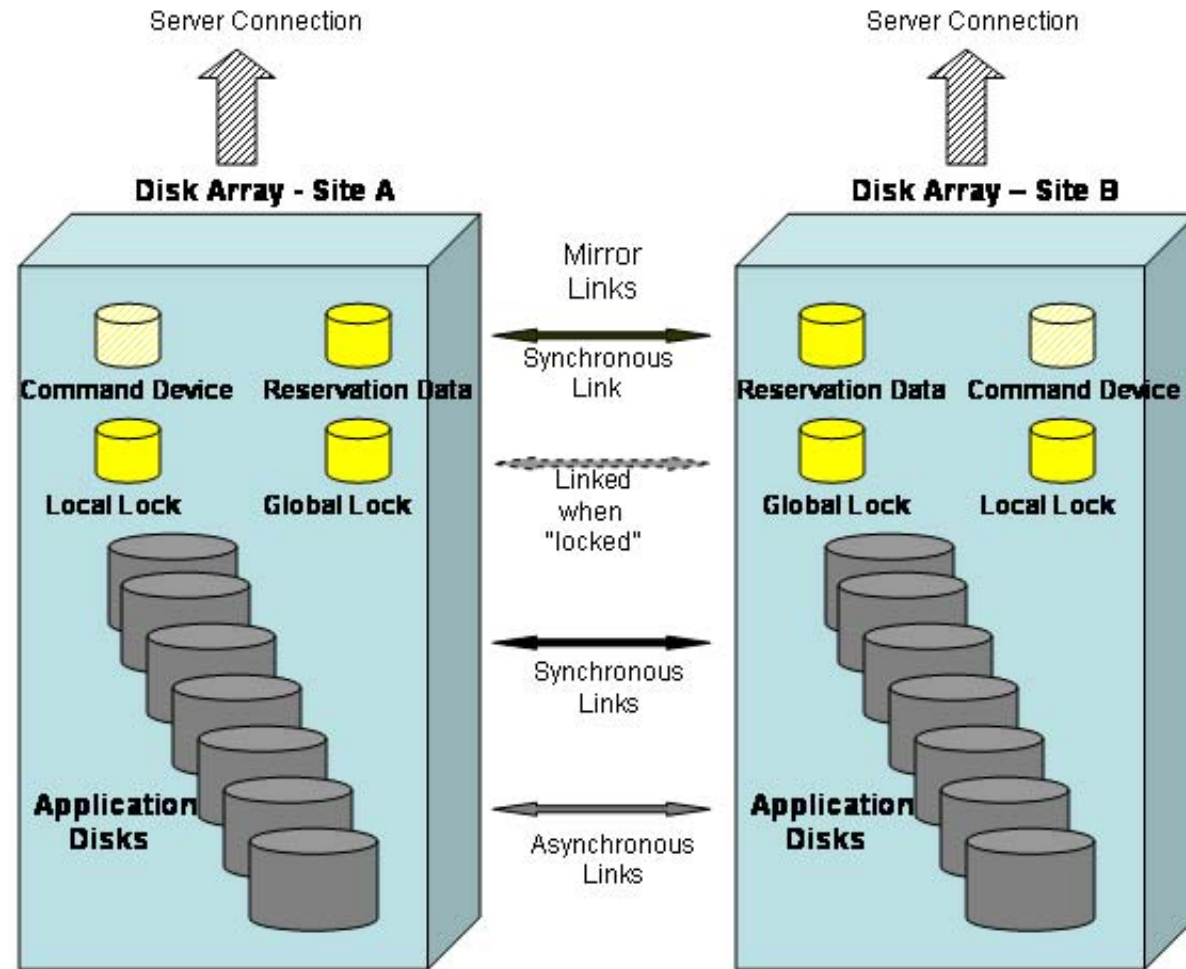 Server Connection
Server Connection
Disk Array - Site A
Disk Array – Site B
Mirror
Links
Synchronous
Link
Command Device
Reservation Data
Reservation Data
Command Device
Linked
when
"locked"
Local Lock
Global Lock
Global Lock
Local Lock
Synchronous
Links
Application
Disks
Application
Disks
Asynchronous
Links